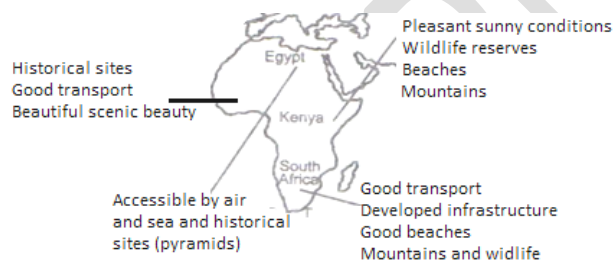 Pleasant sunny conditions
Wildlife reserves
Beaches
Mountains
Historical sites
Good transport
Beautiful scenic beauty
Egypt
Kenya
South
Africa
Accessible by air
and sea and historical
sites (pyramids)
Good transport
Developed infrastructure
Good beaches
Mountains and widlife